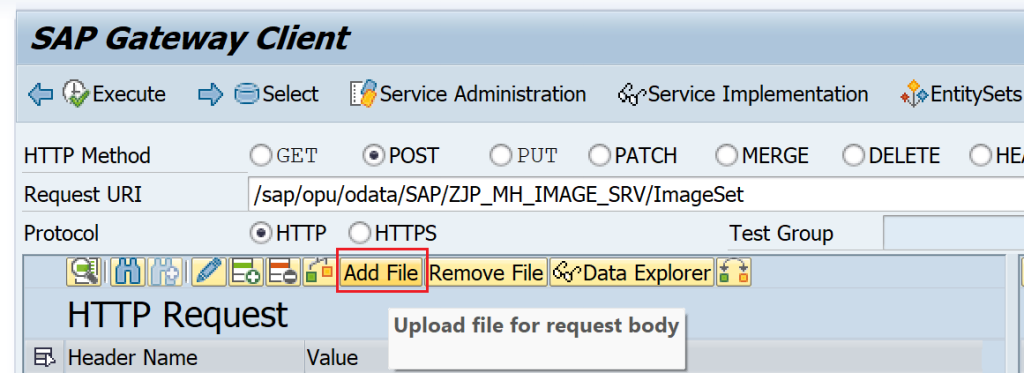 SAP Gateway Client
Execute Select Service Administration Service Implementation EntitySets
HTTP Method GET POST PUT PATCH MERGE DELETE HEA
Request URI /sap/opu/odata/SAP/ZJP_MH_IMAGE_SRV/ImageSet
Protocol HTTP HTTPS Test Group
Add File Remove File Data Explorer
HTTP Request
Upload file for request body
Header Name Value